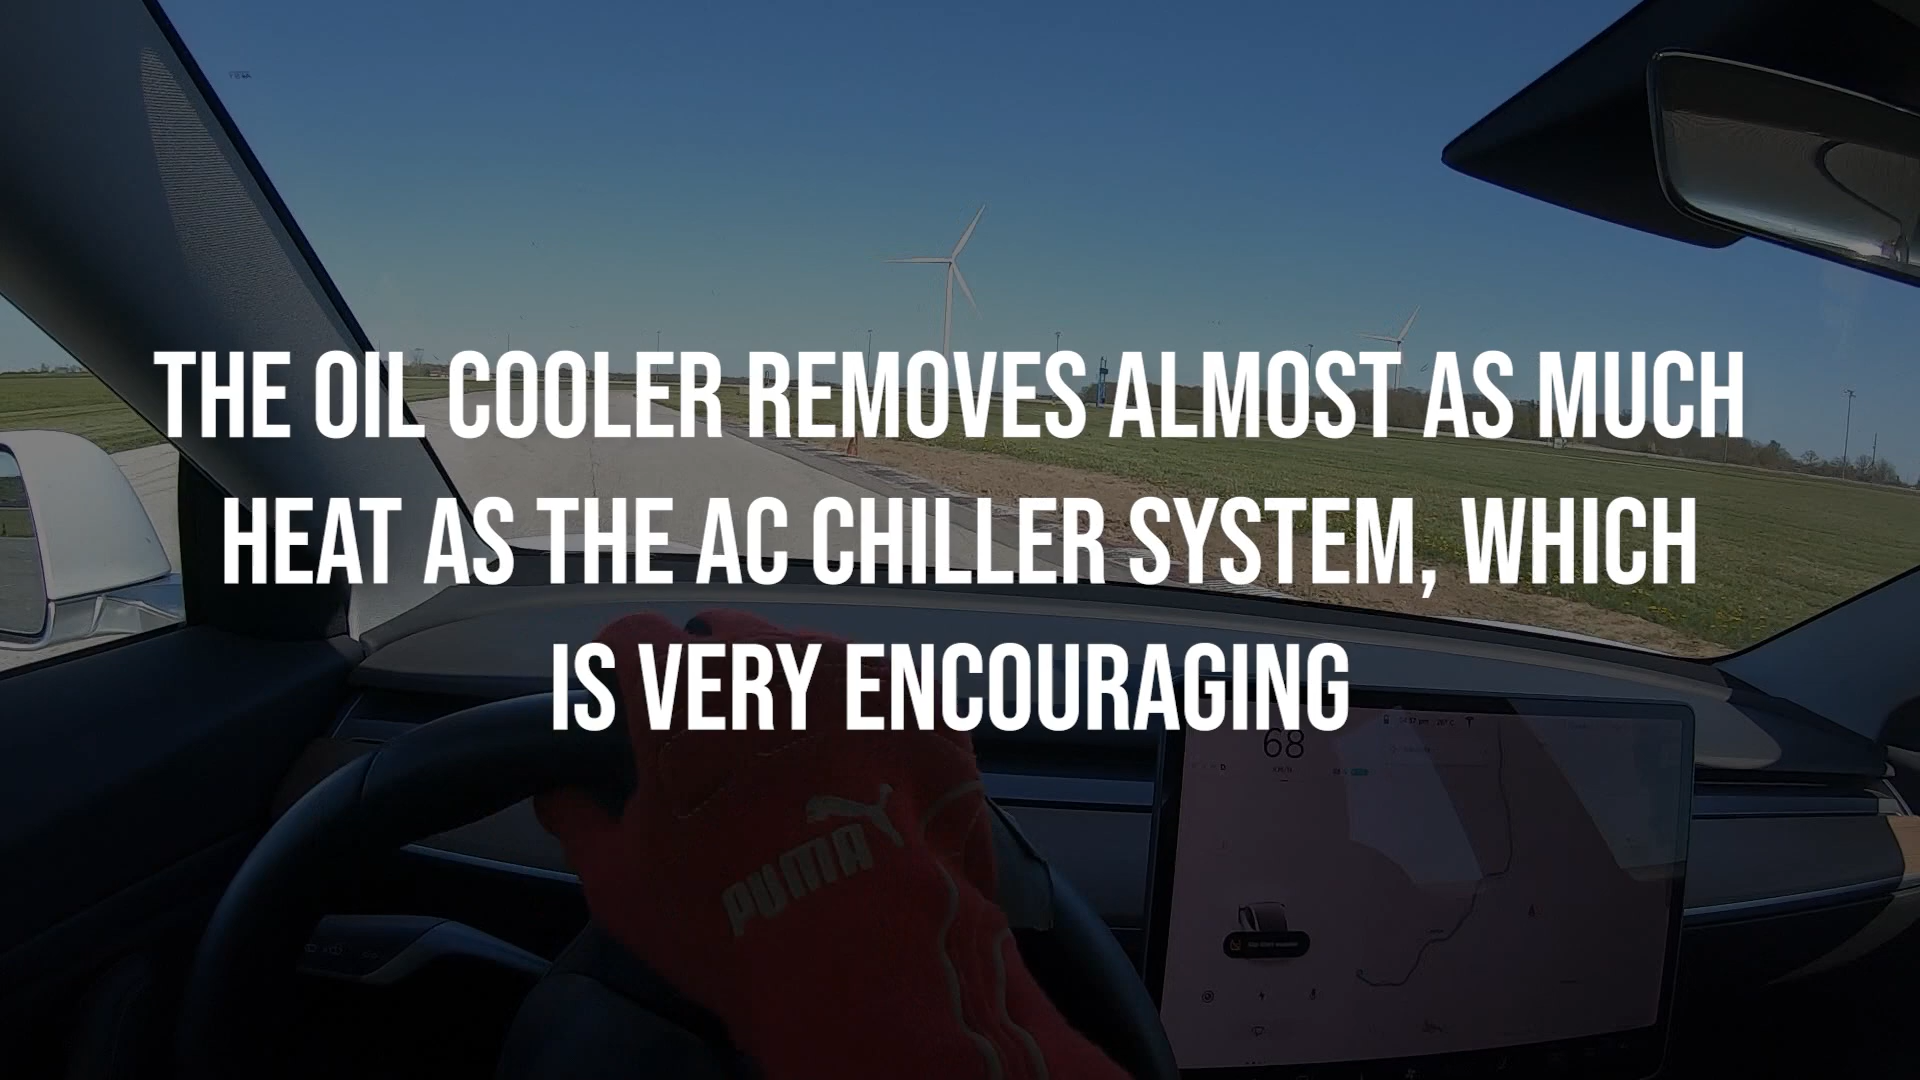 THE OIL COOLER REMOVES ALMOST AS MUCH
HEAT AS THE AC CHILLER SYSTEM, WHICH
IS VERY ENCOURAGING
68
KM/H
D
PUMA